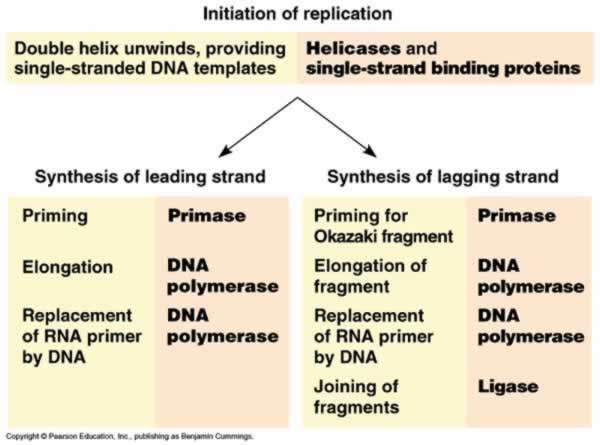 Initiation of replication
Double helix unwinds, providing
single-stranded DNA templates
Helicases and
single-strand binding proteins
Synthesis of leading strand
Priming
Primase
Elongation
DNA
polymerase
Replacement
of RNA primer
by DNA
DNA
polymerase
Synthesis of lagging strand
Priming for
Okazaki fragment
Primase
Elongation of
fragment
DNA
polymerase
Replacement
of RNA primer
by DNA
DNA
polymerase
Joining of
fragments
Ligase
Copyright © Pearson Education, Inc., publishing as Benjamin Cummings.